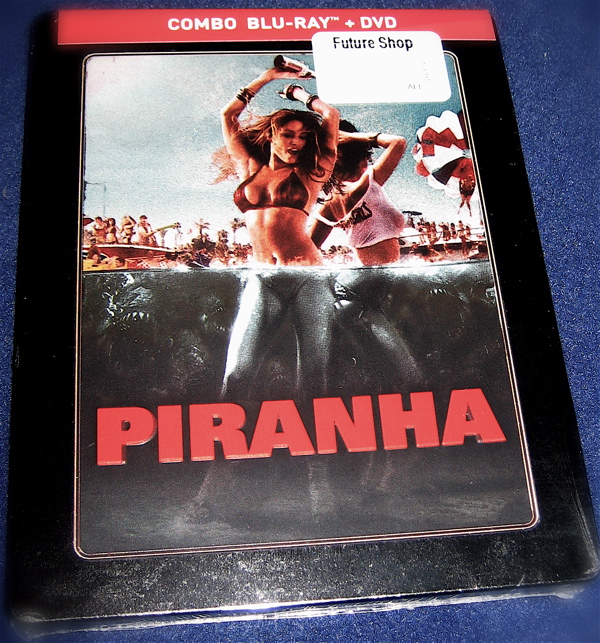 COMBO BLU-RAY™ + DVD
Future Shop
PIRANHA